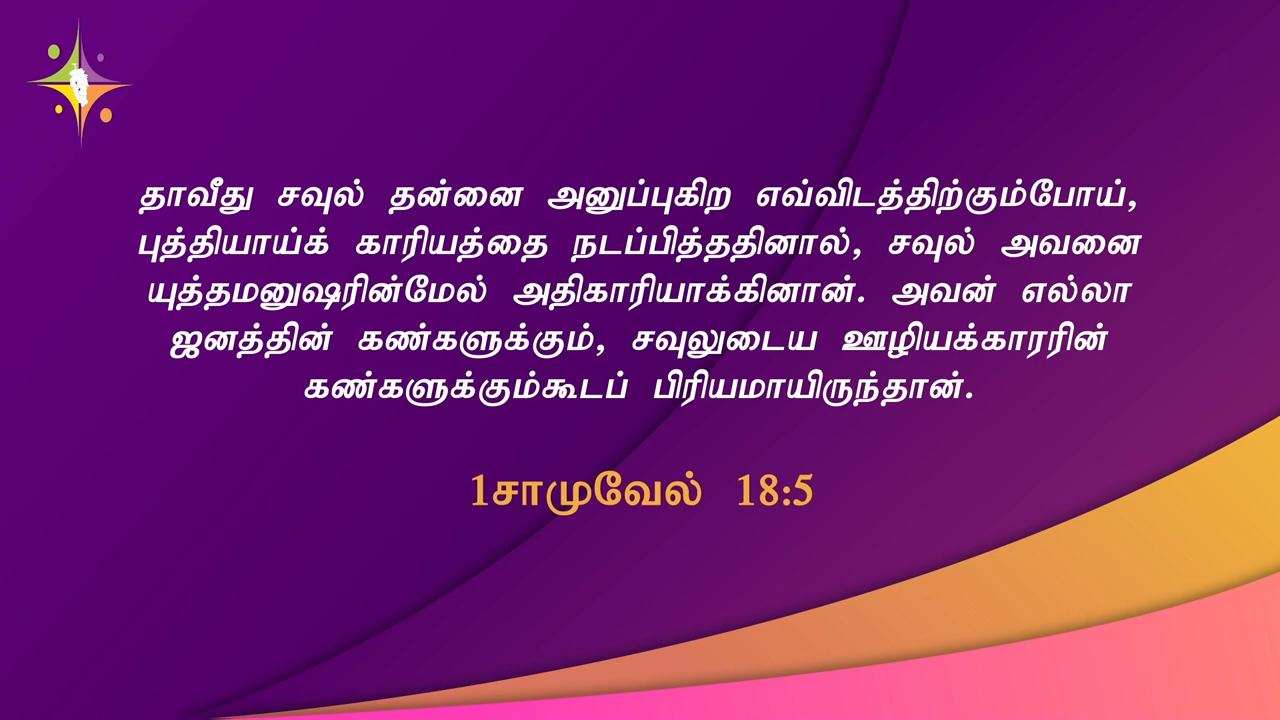 தாவீது சவுல் தன்னை அனுப்புகிற எவ்விடத்திற்கும்போய்,
புத்தியாய்க் காரியத்தை நடப்பித்ததினால், சவுல் அவனை
யுத்தமனுஷரின்மேல் அதிகாரியாக்கினான். அவன் எல்லா
ஜனத்தின் கண்களுக்கும், சவுலுடைய ஊழியக்காரரின்
கண்களுக்கும்கூடப் பிரியமாயிருந்தான்.
1சாமுவேல் 18:5